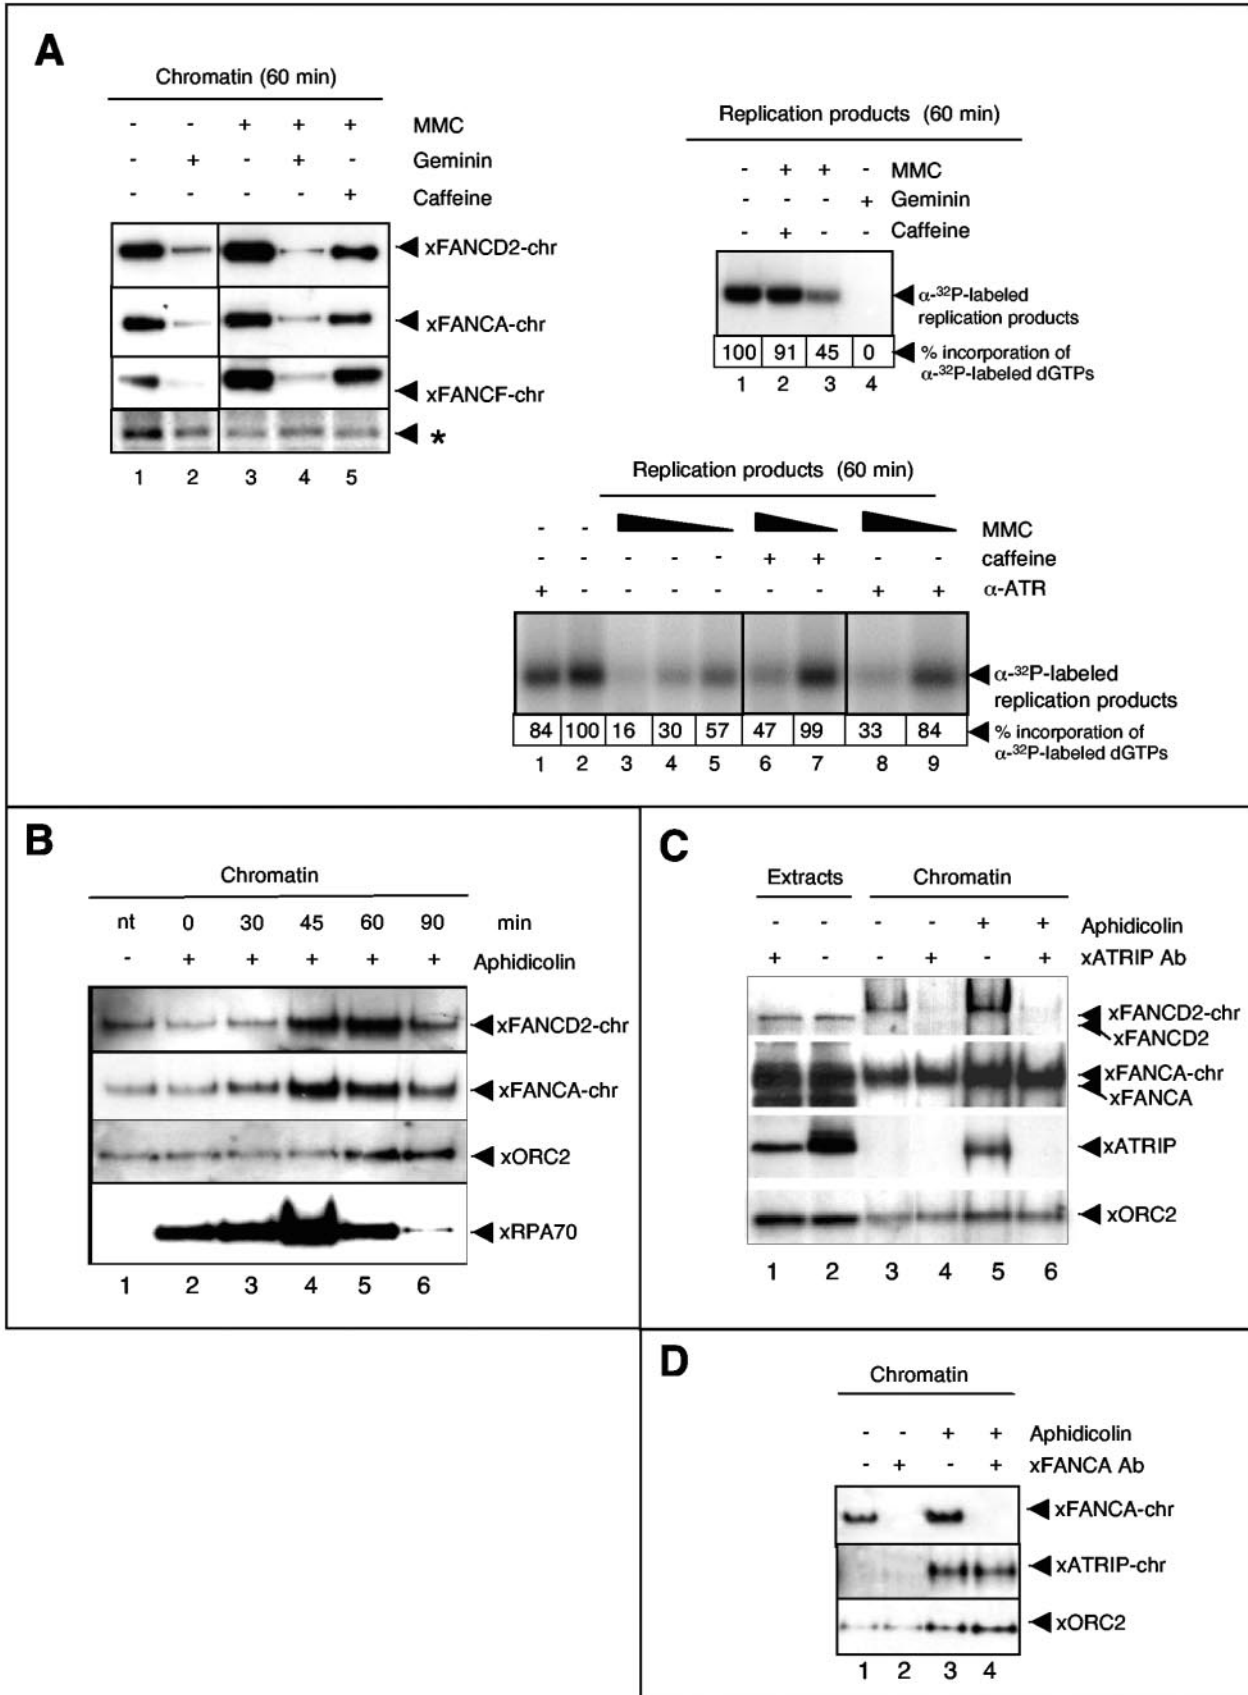 A
Chromatin (60 min)
- - + + + MMC
- + - + - Geminin
- - - - + Caffeine
xFANCD2-chr
xFANCA-chr
xFANCF-chr
*
1 2 3 4 5
Replication products (60 min)
- + + - MMC
- - - + Geminin
- + - - Caffeine
α-³²P-labeled
replication products
100 91 45 0 % incorporation of
α-³²P-labeled dGTPs
1 2 3 4
Replication products (60 min)
- - MMC
- - - - - + + - - caffeine
+ - - - - - - + + α-ATR
α-³²P-labeled
replication products
84 100 16 30 57 47 99 33 84 % incorporation of
α-³²P-labeled dGTPs
1 2 3 4 5 6 7 8 9
B
Chromatin
nt 0 30 45 60 90 min
- + + + + + Aphidicolin
xFANCD2-chr
xFANCA-chr
xORC2
xRPA70
1 2 3 4 5 6
C
Extracts Chromatin
- - - - + + Aphidicolin
+ - - + - + xATRIP Ab
xFANCD2-chr
xFANCD2
xFANCA-chr
xFANCA
xATRIP
xORC2
1 2 3 4 5 6
D
Chromatin
- - + + Aphidicolin
- + - + xFANCA Ab
xFANCA-chr
xATRIP-chr
xORC2
1 2 3 4